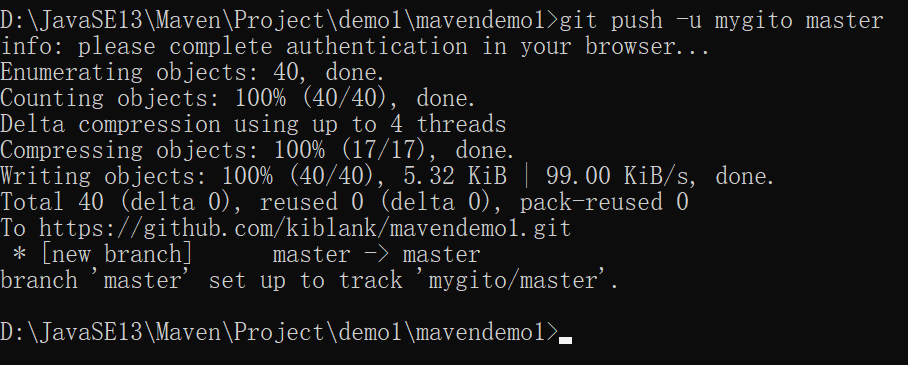 D:\JavaSE13\Maven\Project\demo1\mavendemo1>git push -u mygito master
info: please complete authentication in your browser...
Enumerating objects: 40, done.
Counting objects: 100% (40/40), done.
Delta compression using up to 4 threads
Compressing objects: 100% (17/17), done.
Writing objects: 100% (40/40), 5.32 KiB | 99.00 KiB/s, done.
Total 40 (delta 0), reused 0 (delta 0), pack-reused 0
To https://github.com/kiblank/mavendemo1.git
 * [new branch]      master -> master
branch 'master' set up to track 'mygito/master'.
D:\JavaSE13\Maven\Project\demo1\mavendemo1>